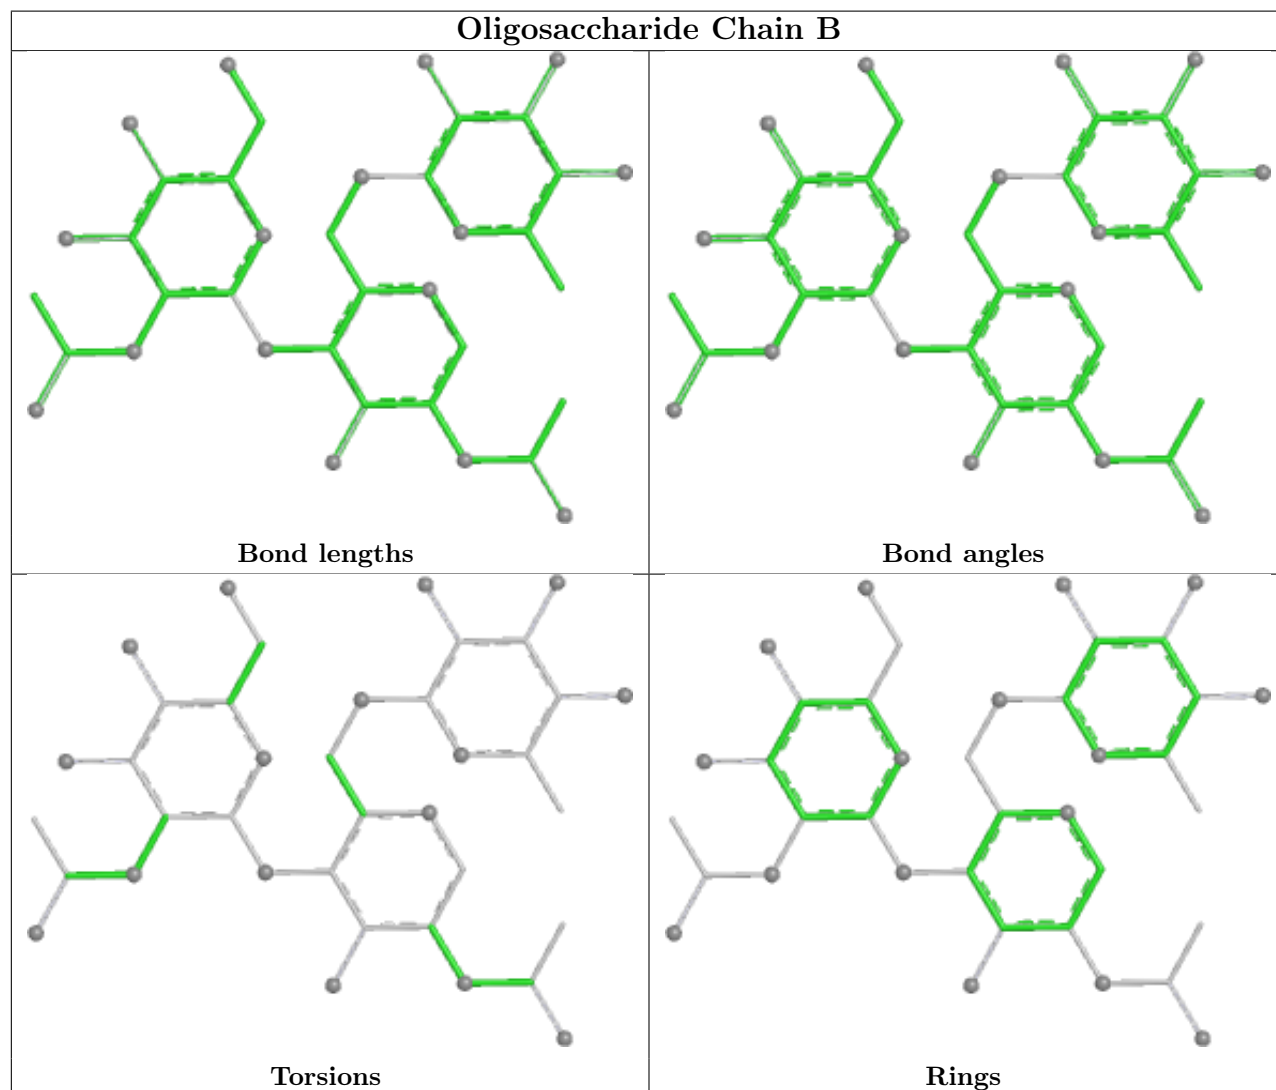 Oligosaccharide Chain B
Bond lengths
Bond angles
Torsions
Rings